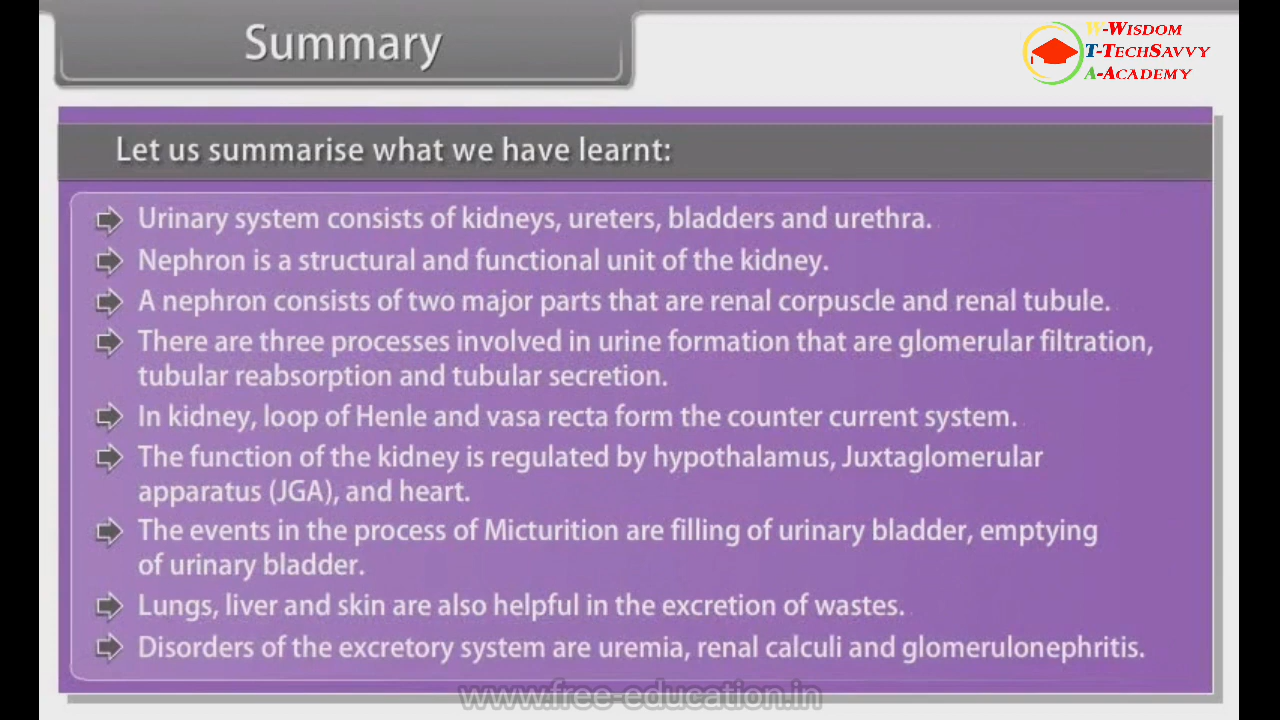 Summary
W-WISDOM
T-TECHSAVVY
A-ACADEMY
Let us summarise what we have learnt:
Urinary system consists of kidneys, ureters, bladders and urethra.
Nephron is a structural and functional unit of the kidney.
A nephron consists of two major parts that are renal corpuscle and renal tubule.
There are three processes involved in urine formation that are glomerular filtration,
tubular reabsorption and tubular secretion.
In kidney, loop of Henle and vasa recta form the counter current system.
The function of the kidney is regulated by hypothalamus, Juxtaglomerular
apparatus (JGA), and heart.
The events in the process of Micturition are filling of urinary bladder, emptying
of urinary bladder.
Lungs, liver and skin are also helpful in the excretion of wastes.
Disorders of the excretory system are uremia, renal calculi and glomerulonephritis.
www.free-education.in